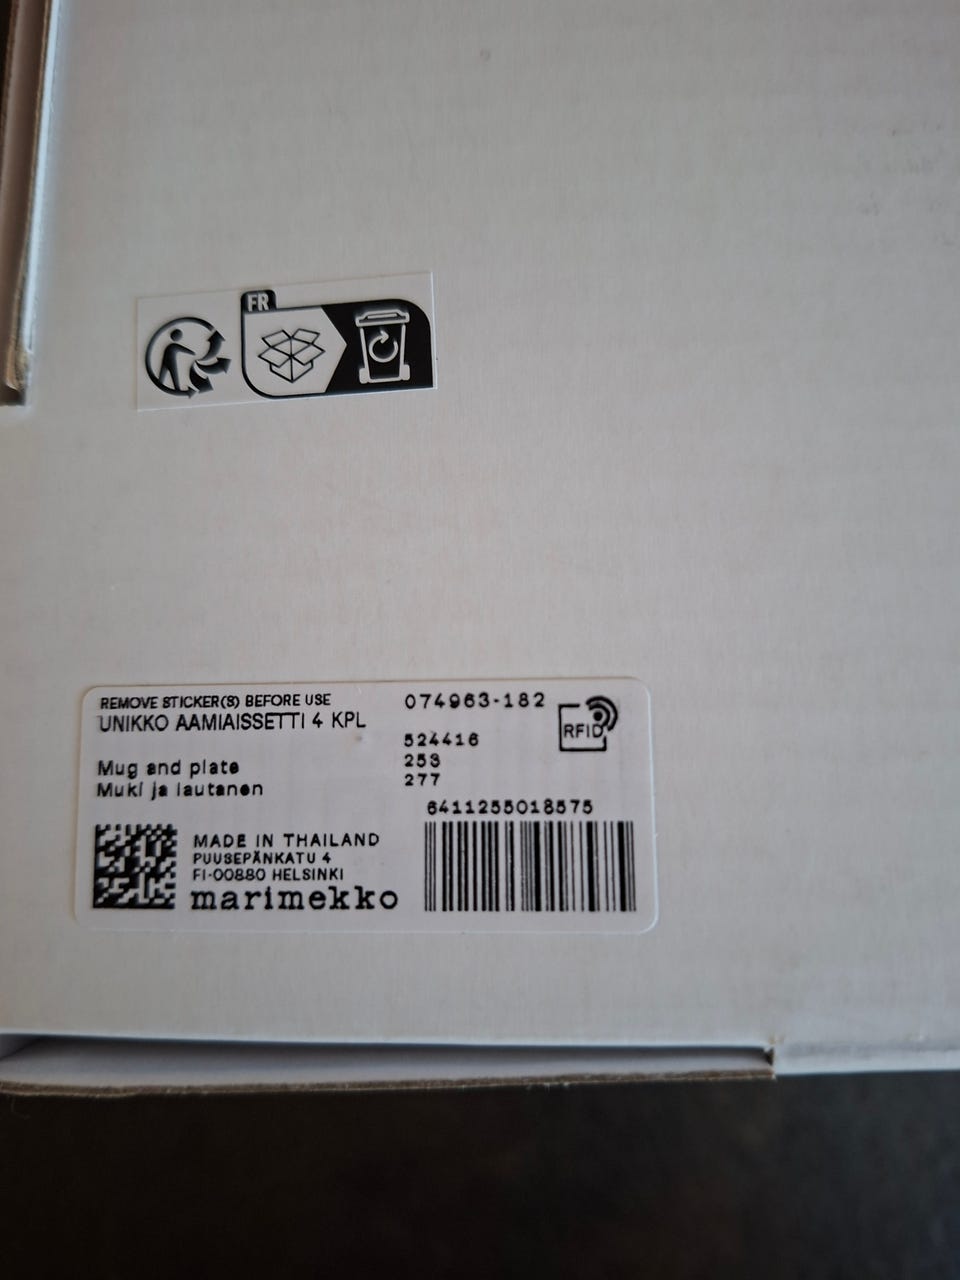 FR
REMOVE STICKER(S) BEFORE USE
UNIKKO AAMIAISSETTI 4 KPL
Mug and plate
Muki ja lautanen
074963-182
524416
253
277
RFID
6411255018575
MADE IN THAILAND
PUUSEPÄNKATU 4
FI-00880 HELSINKI
marimekko